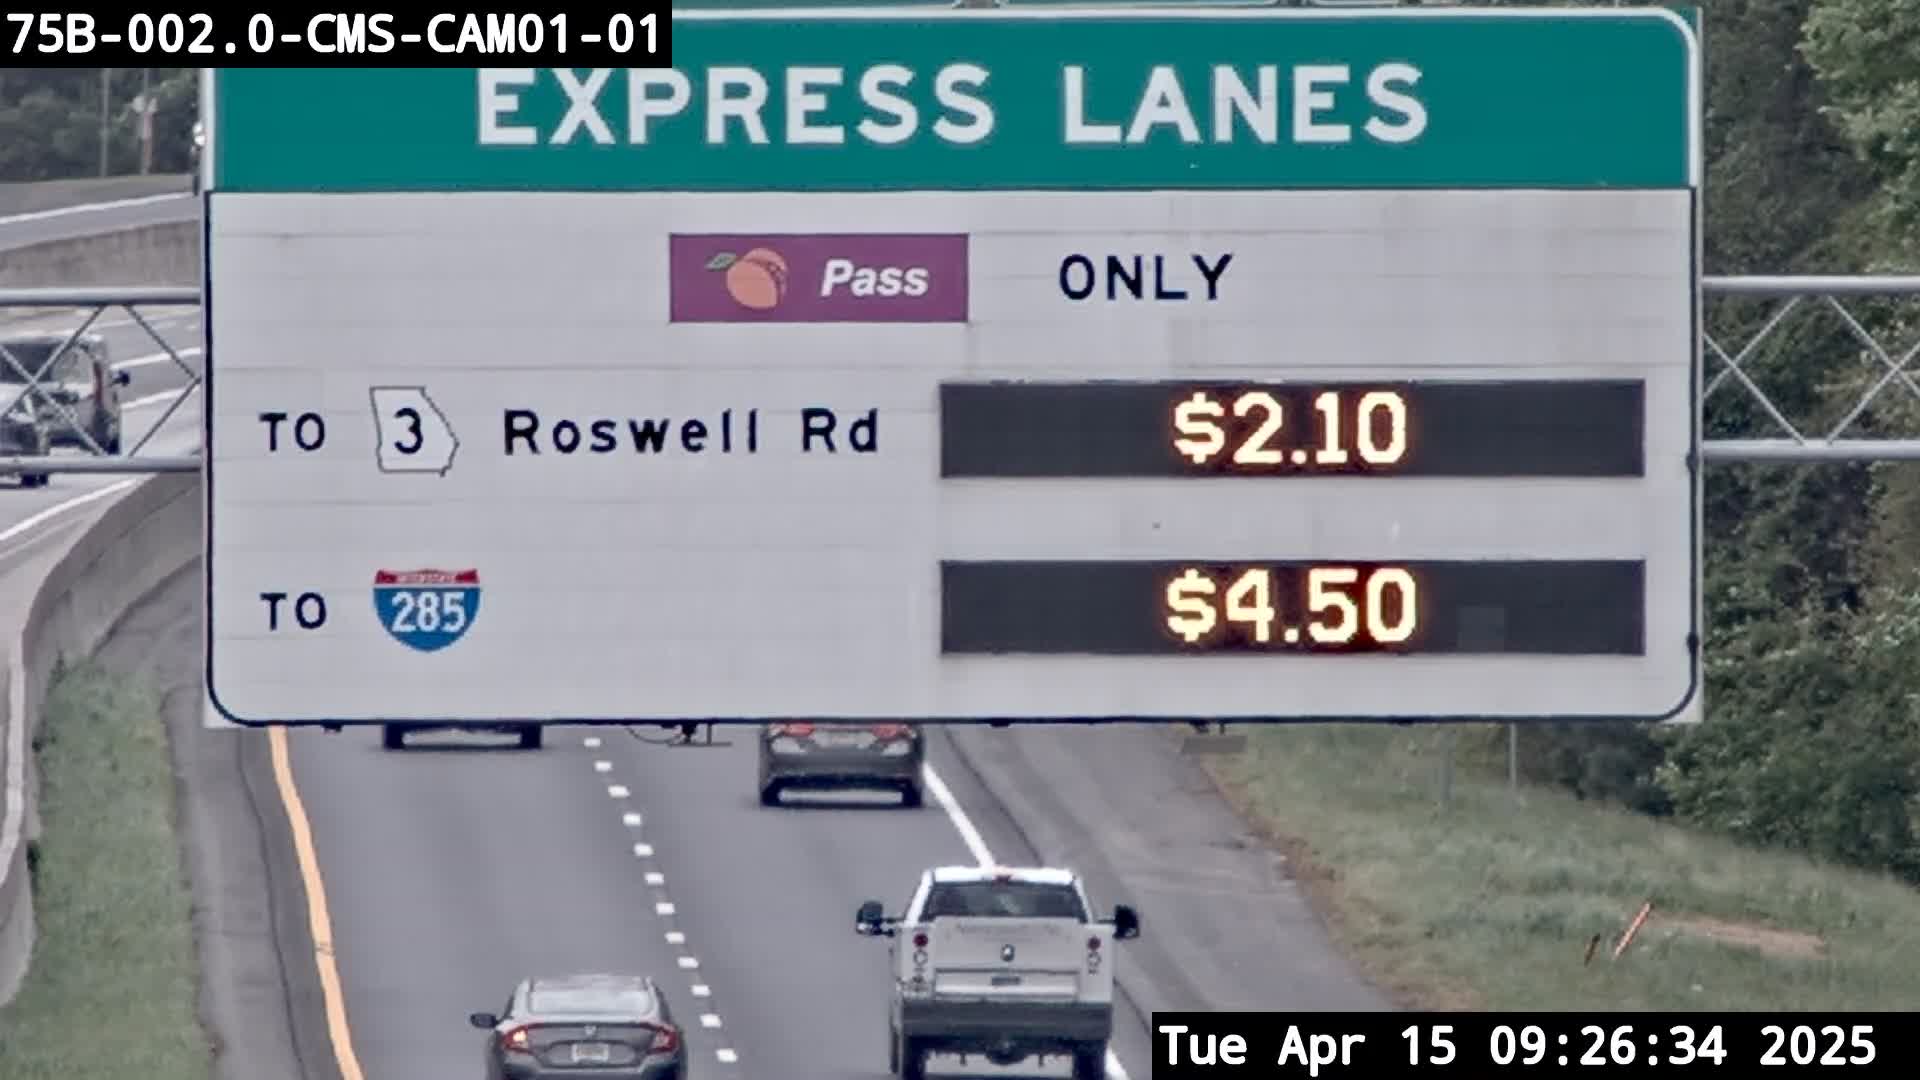 75B-002.0-CMS-CAM01-01
EXPRESS LANES
Pass ONLY
TO 3 Roswell Rd $2.10
TO 285 $4.50
Tue Apr 15 09:26:34 2025